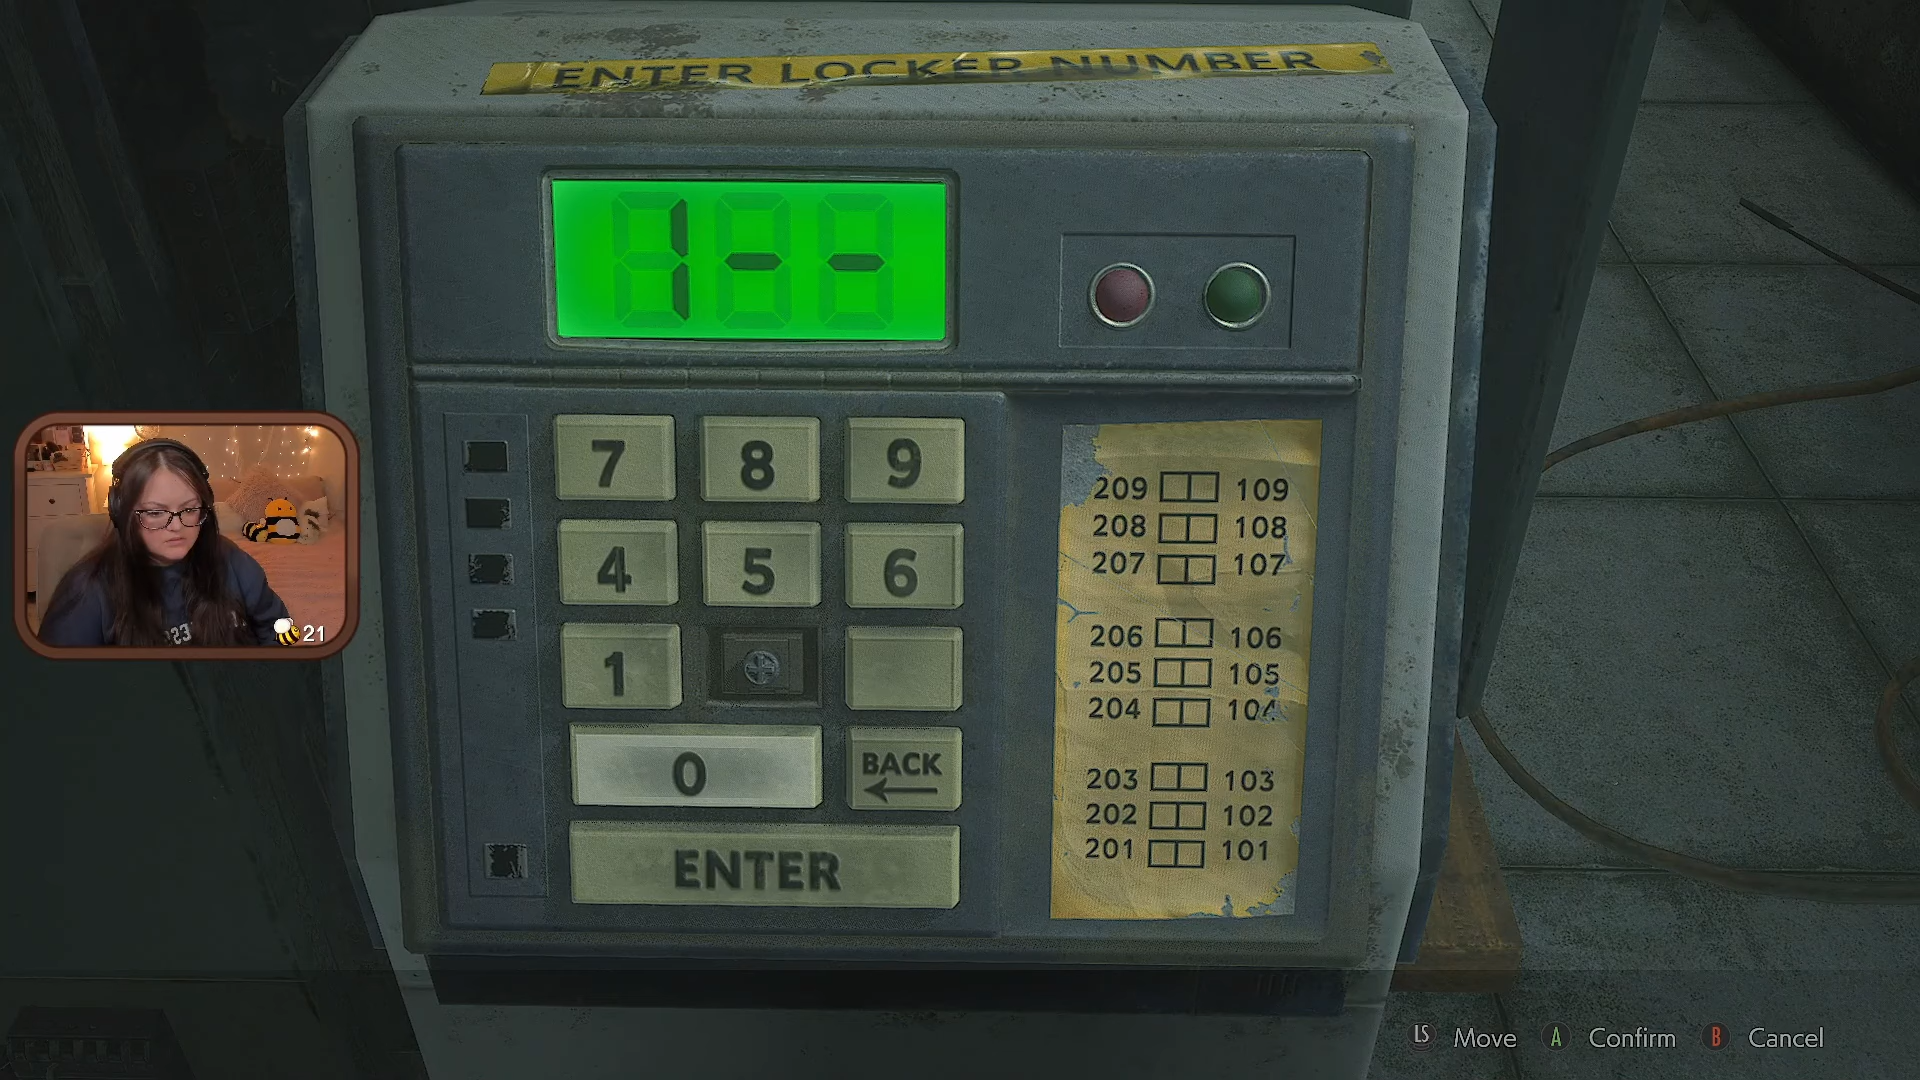 ENTER LOCKER NUMBER
1--
7 8 9
4 5 6
1
0 BACK
ENTER
209 109
208 108
207 107
206 106
205 105
204 104
203 103
202 102
201 101
21
LS Move A Confirm B Cancel